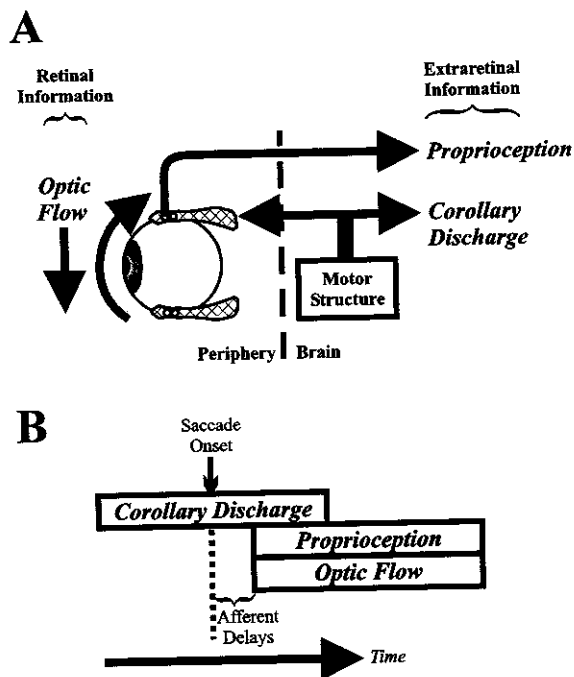 A
Retinal
Information
Extraretinal
Information
Proprioception
Optic
Flow
Corollary
Discharge
Motor
Structure
Periphery
Brain
B
Saccade
Onset
Corollary Discharge
Proprioception
Optic Flow
Afferent
Delays
Time